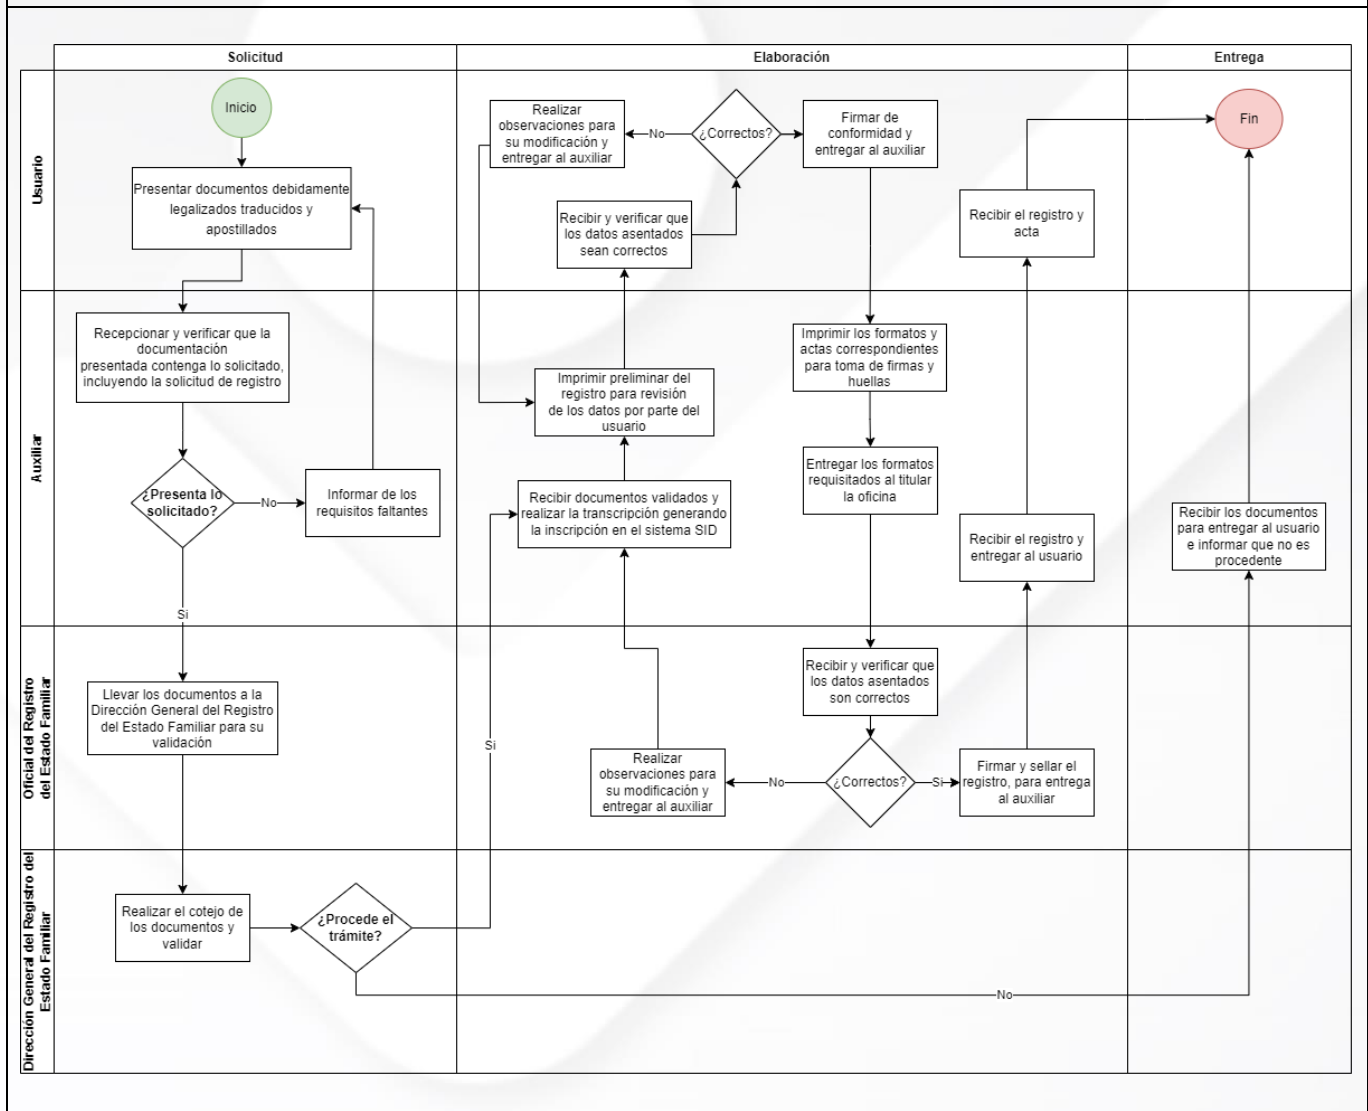 Solicitud
Elaboración
Entrega
Usuario
Inicio
Presentar documentos debidamente
legalizados traducidos y
apostillados
Realizar
observaciones para
su modificación y
entregar al auxiliar
No
¿Correctos?
Firmar de
conformidad y
entregar al auxiliar
Recibir y verificar que
los datos asentados
sean correctos
Recibir el registro y
acta
Fin
Auxiliar
Recepcionar y verificar que la
documentación
presentada contenga lo solicitado,
incluyendo la solicitud de registro
¿Presenta lo
solicitado?
No
Informar de los
requisitos faltantes
Si
Imprimir preliminar del
registro para revisión
de los datos por parte del
usuario
Recibir documentos validados y
realizar la transcripción generando
la inscripción en el sistema SID
Imprimir los formatos y
actas correspondientes
para toma de firmas y
huellas
Entregar los formatos
requisitados al titular
la oficina
Recibir el registro y
entregar al usuario
Recibir los documentos
para entregar al usuario
e informar que no es
procedente
Oficial del Registro
del Estado Familiar
Llevar los documentos a la
Dirección General del Registro
del Estado Familiar para su
validación
Si
Recibir y verificar que
los datos asentados
son correctos
Realizar
observaciones para
su modificación y
entregar al auxiliar
No
¿Correctos?
Si
Firmar y sellar el
registro, para entrega
al auxiliar
Dirección General del Registro del
Estado Familiar
Realizar el cotejo de
los documentos y
validar
¿Procede el
trámite?
No